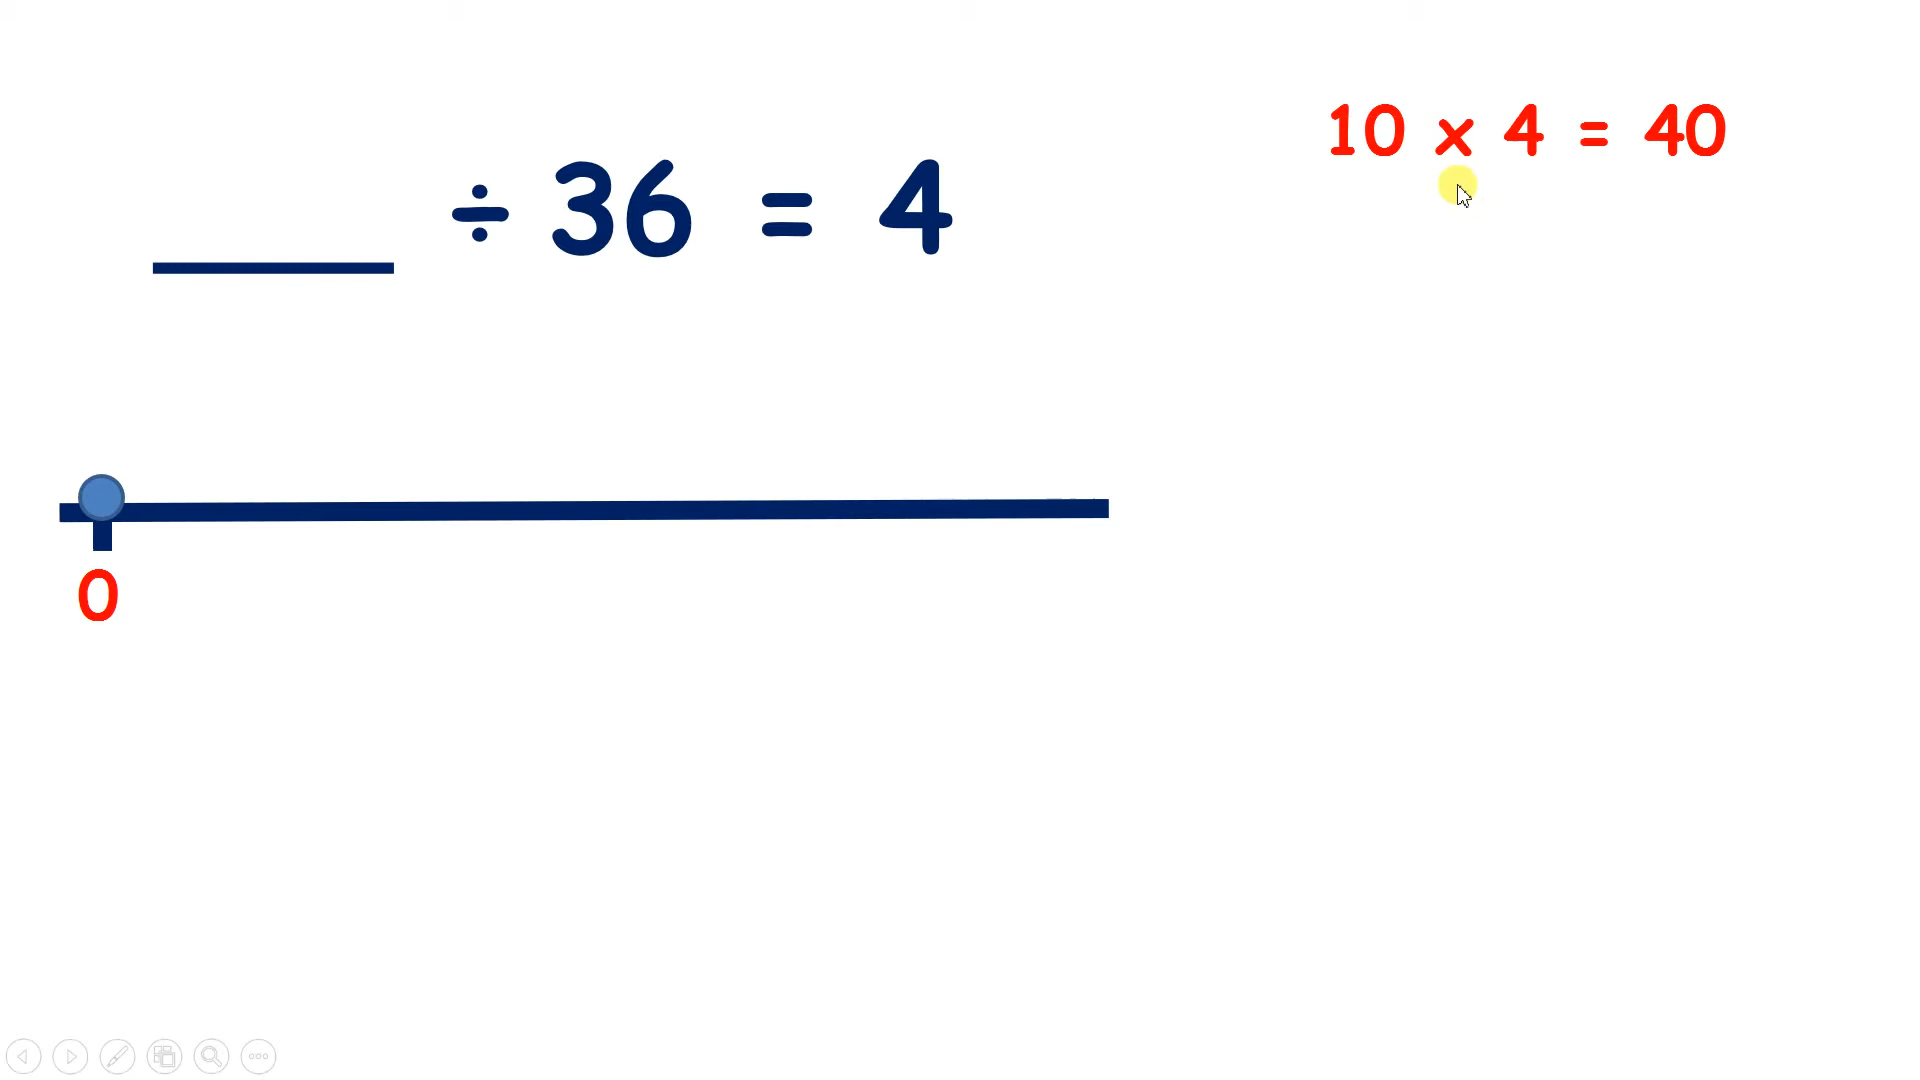 10 x 4 = 40
____ ÷ 36 = 4
0